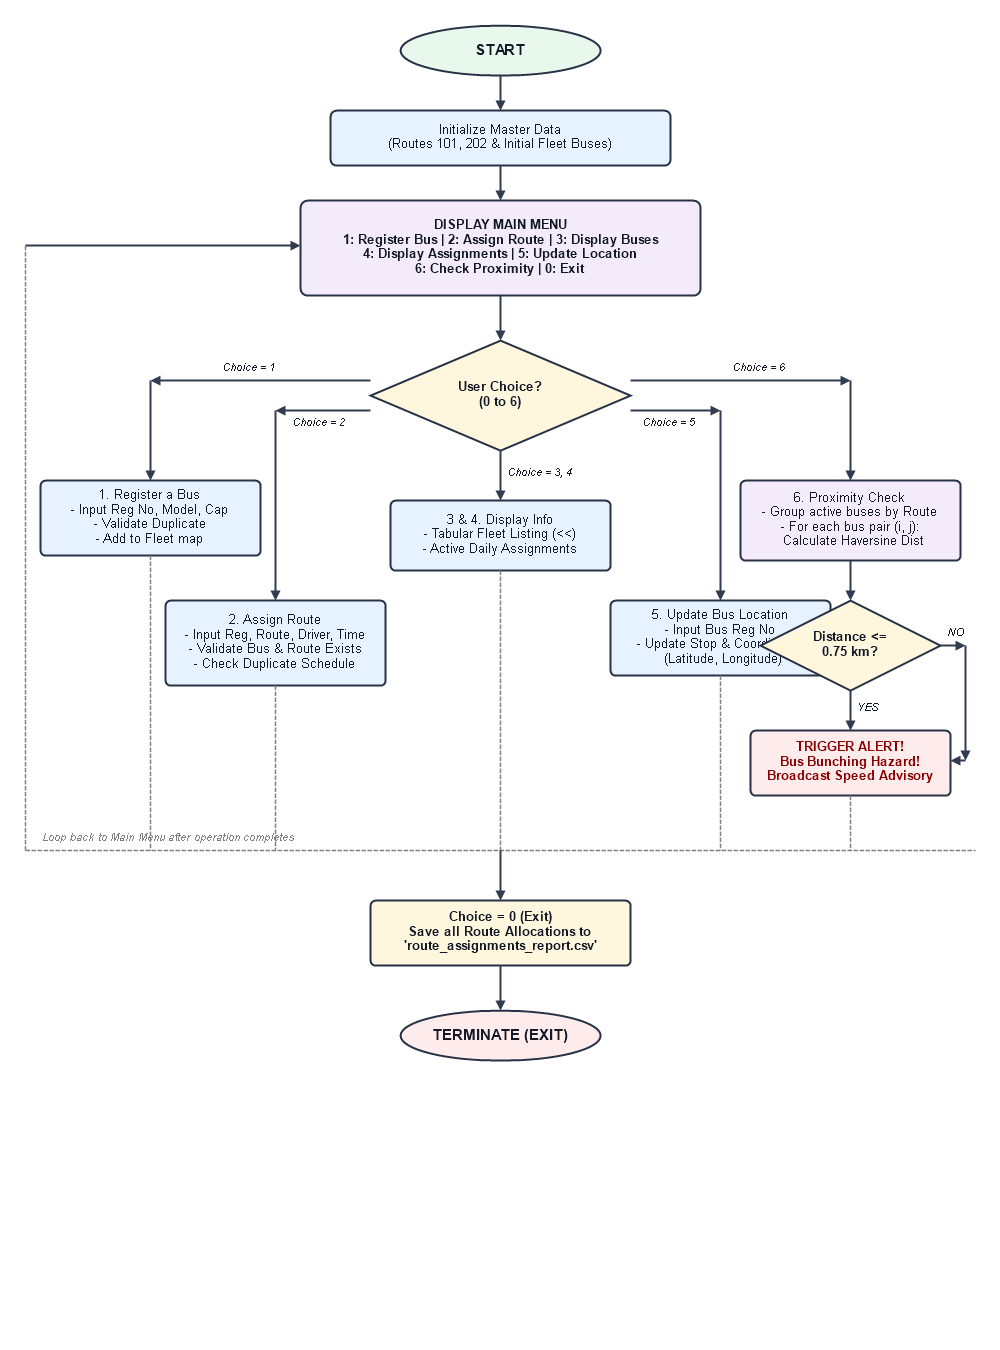 START
Initialize Master Data
(Routes 101, 202 & Initial Fleet Buses)
DISPLAY MAIN MENU
1: Register Bus | 2: Assign Route | 3: Display Buses
4: Display Assignments | 5: Update Location
6: Check Proximity | 0: Exit
User Choice?
(0 to 6)
Choice = 1
Choice = 2
Choice = 3, 4
Choice = 5
Choice = 6
1. Register a Bus
- Input Reg No, Model, Cap
- Validate Duplicate
- Add to Fleet map
2. Assign Route
- Input Reg, Route, Driver, Time
- Validate Bus & Route Exists
- Check Duplicate Schedule
3 & 4. Display Info
- Tabular Fleet Listing (<<)
- Active Daily Assignments
5. Update Bus Location
- Input Bus Reg No
- Update Stop &
(Latitude, Longitude)
6. Proximity Check
- Group active buses by Route
- For each bus pair (i, j):
Calculate Haversine Dist
Distance <=
0.75 km?
NO
YES
TRIGGER ALERT!
Bus Bunching Hazard!
Broadcast Speed Advisory
Loop back to Main Menu after operation completes
Choice = 0 (Exit)
Save all Route Allocations to
'route_assignments_report.csv'
TERMINATE (EXIT)